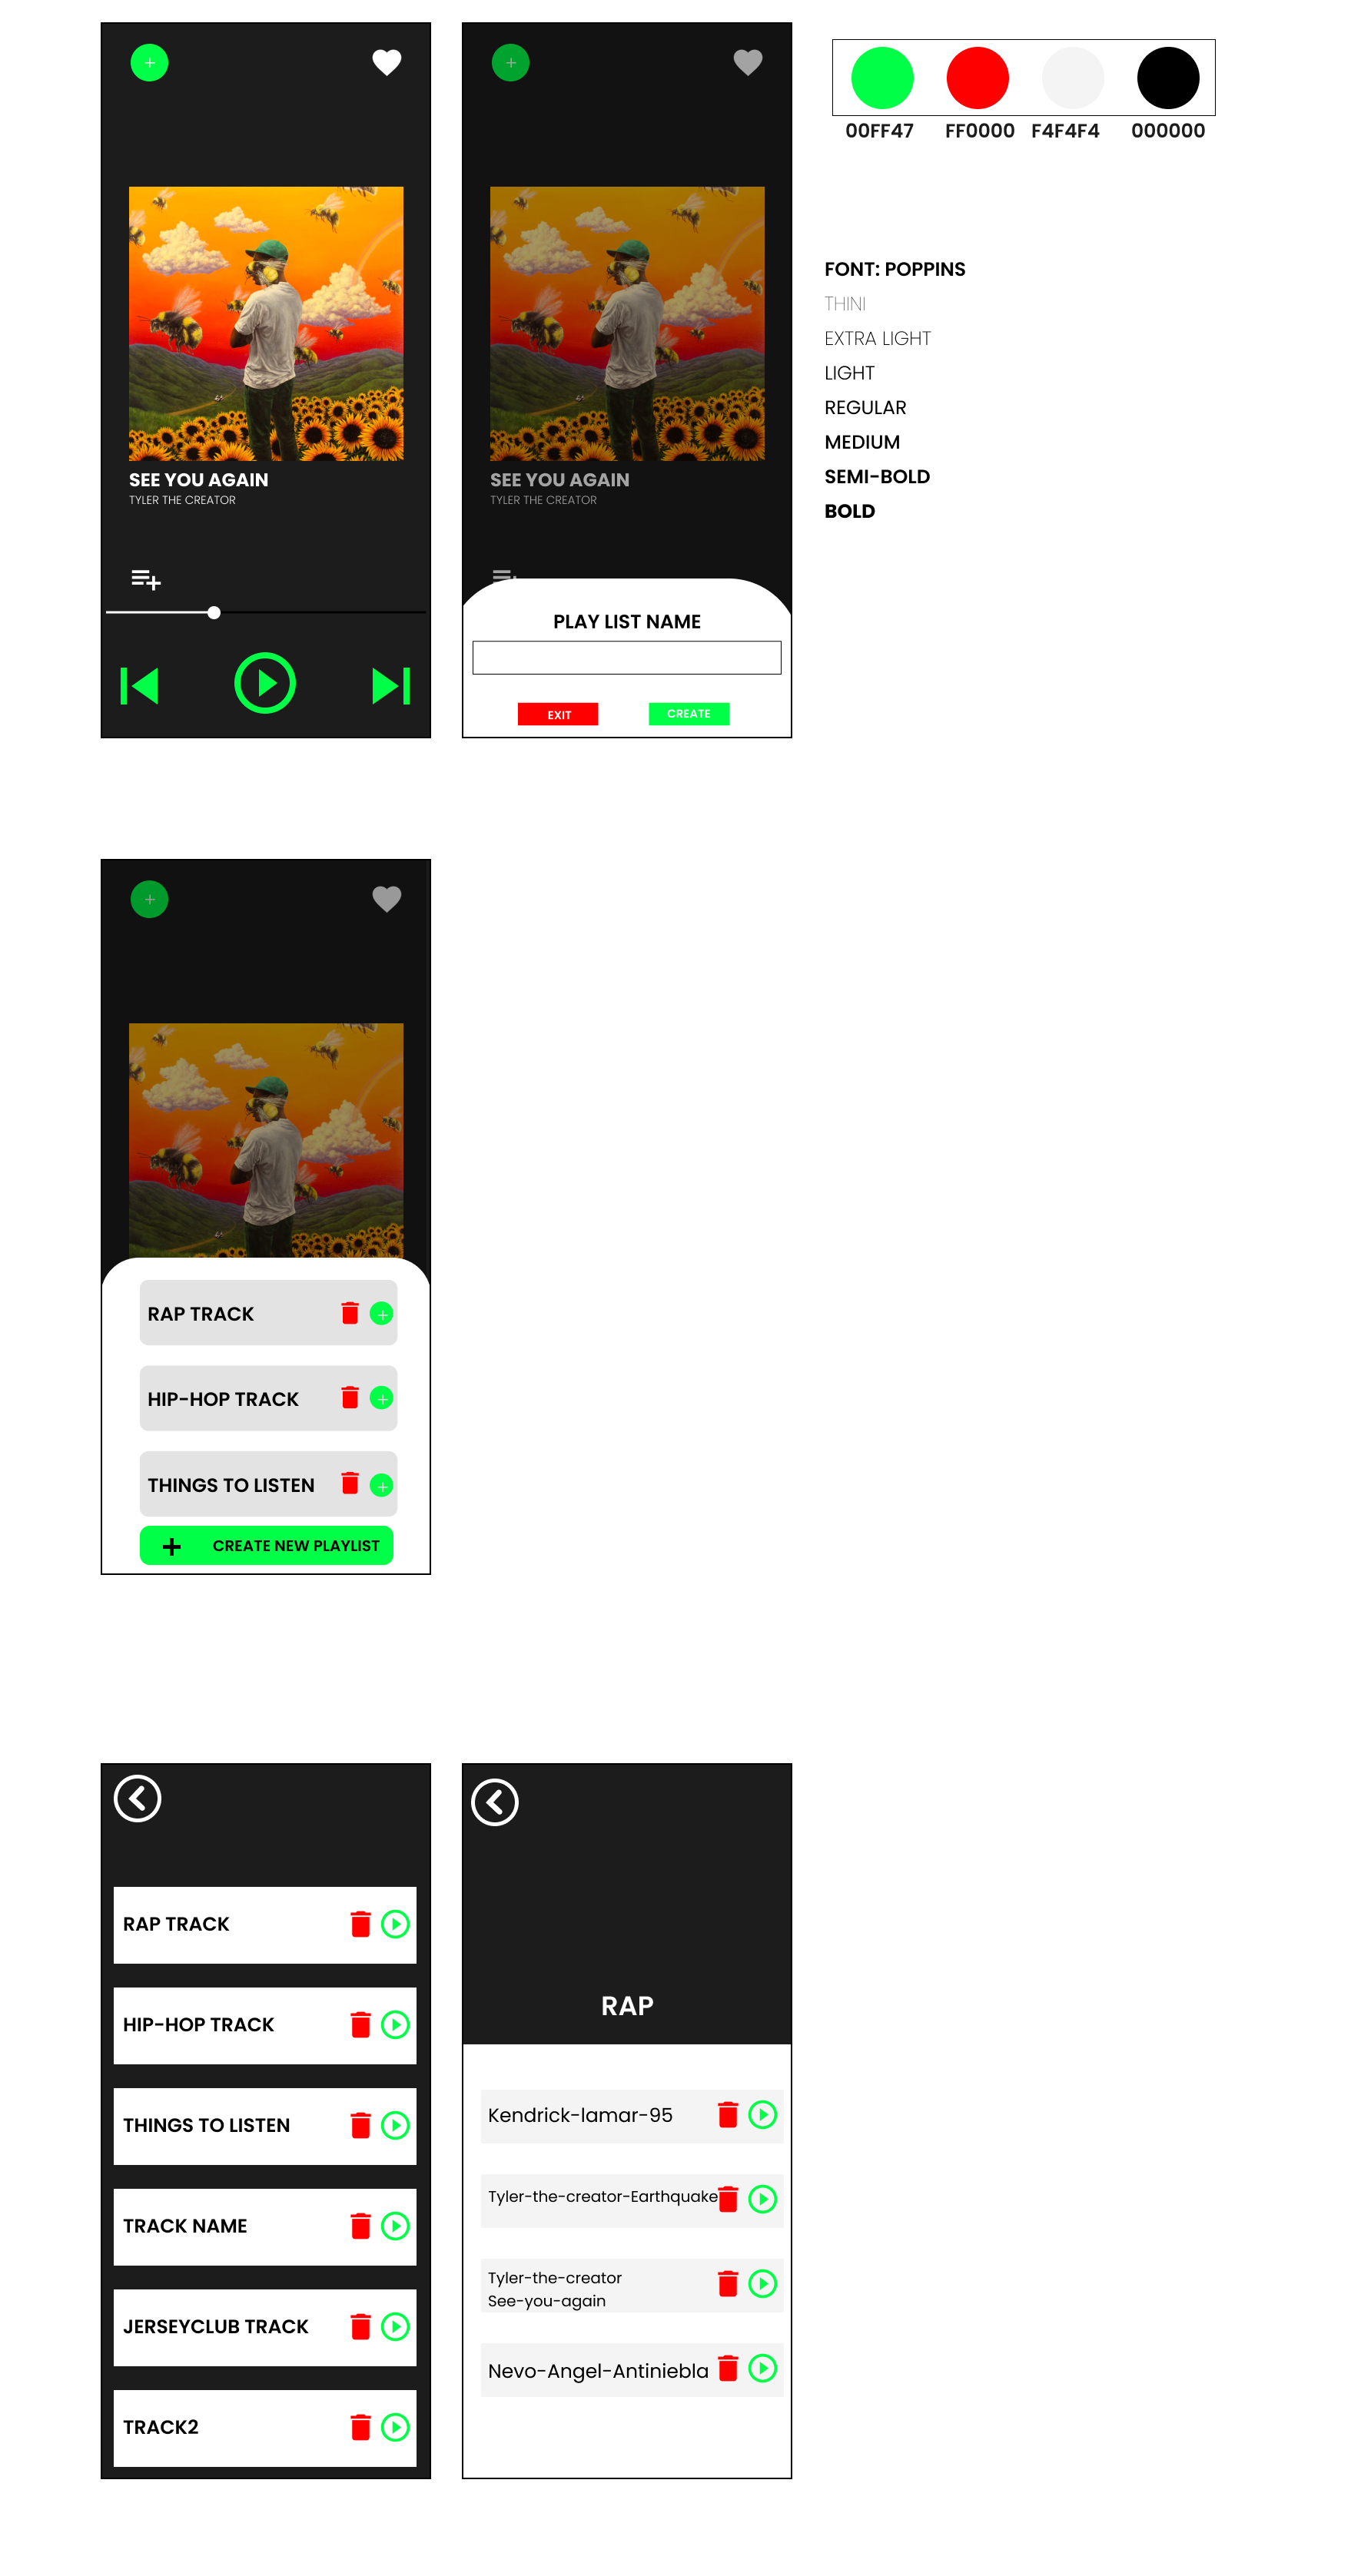 SEE YOU AGAIN
TYLER THE CREATOR
SEE YOU AGAIN
TYLER THE CREATOR
PLAY LIST NAME
EXIT
CREATE
00FF47
FF0000
F4F4F4
000000
FONT: POPPINS
THINI
EXTRA LIGHT
LIGHT
REGULAR
MEDIUM
SEMI-BOLD
BOLD
RAP TRACK
HIP-HOP TRACK
THINGS TO LISTEN
+ CREATE NEW PLAYLIST
RAP TRACK
HIP-HOP TRACK
THINGS TO LISTEN
TRACK NAME
JERSEYCLUB TRACK
TRACK2
RAP
Kendrick-lamar-95
Tyler-the-creator-Earthquake
Tyler-the-creator
See-you-again
Nevo-Angel-Antiniebla